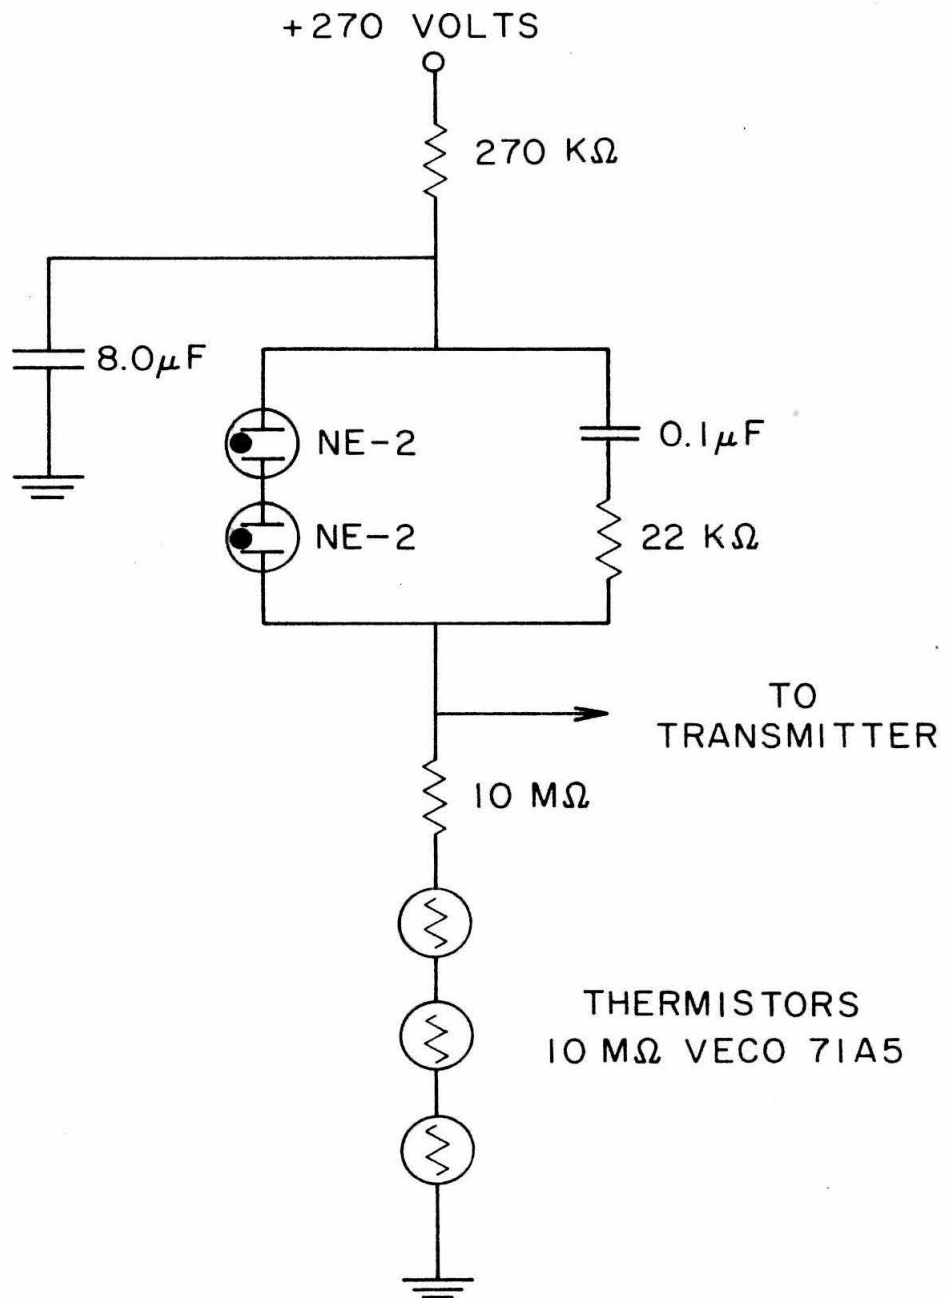 +270 VOLTS
270 KΩ
8.0μF
NE-2
0.1μF
NE-2
22 KΩ
TO
TRANSMITTER
10 MΩ
THERMISTORS
10 MΩ VECO 71A5